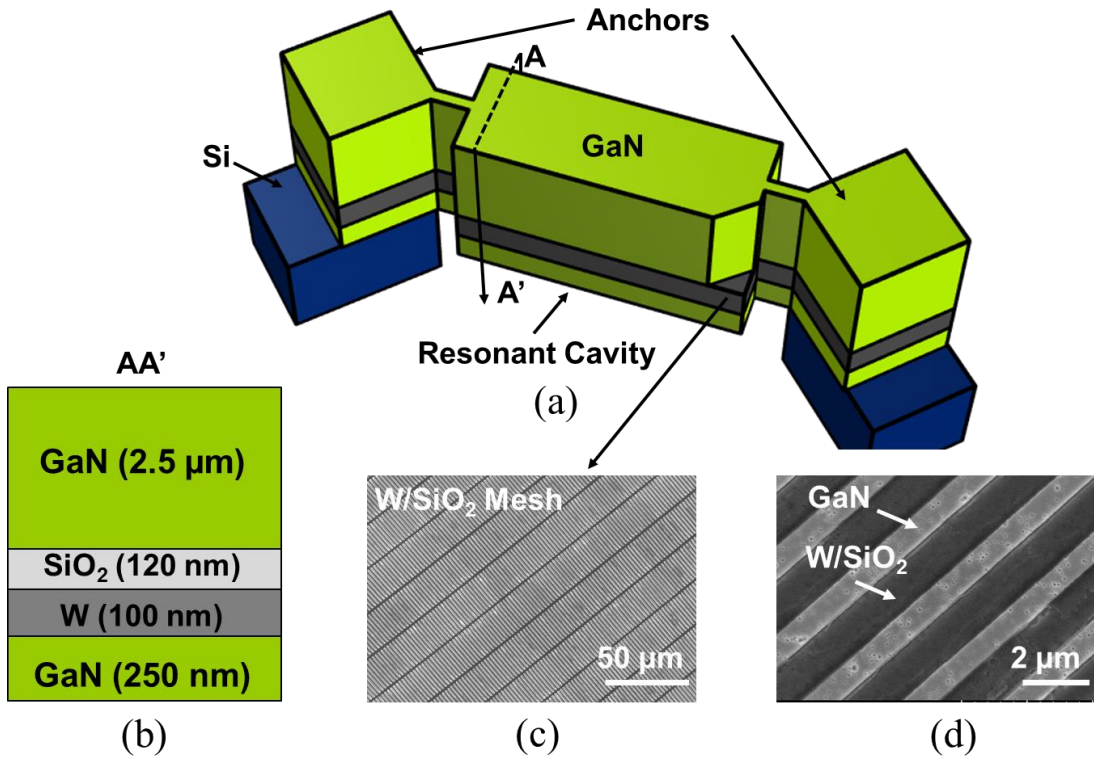 Anchors
A
GaN
Si
A’
Resonant Cavity
(a)
AA’
GaN (2.5 µm)
SiO₂ (120 nm)
W (100 nm)
GaN (250 nm)
(b)
W/SiO₂ Mesh
50 µm
(c)
GaN
W/SiO₂
2 µm
(d)